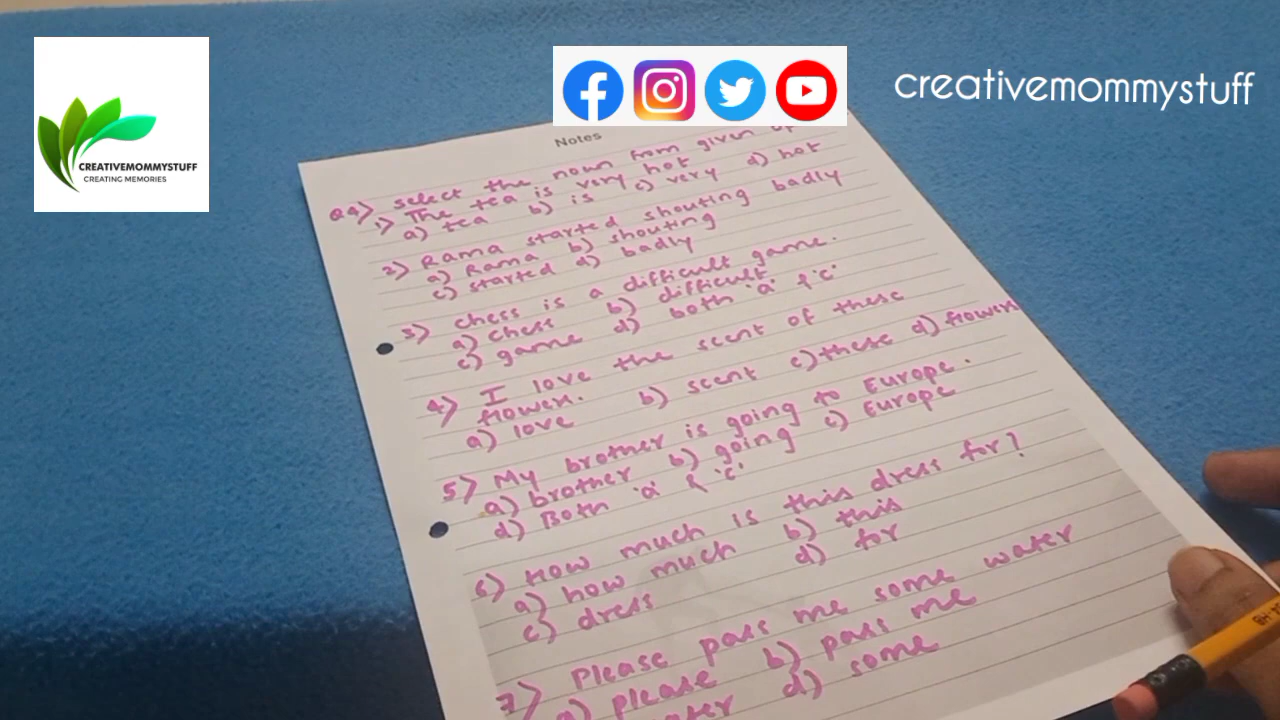 CREATIVEMOMMYSTUFF
CREATING MEMORIES
creativemommystuff
Notes
Q4) select the noun from given op
1) The tea is very hot
a) tea b) is c) very d) hot
2) Rama started shouting badly
a) Rama b) shouting
c) started d) badly
3) chess is a difficult game.
a) chess b) difficult
c) game d) both 'a' & 'c'
4) I love the scent of these
flowers.
a) love b) scent c) these d) flowers
5) My brother is going to Europe.
a) brother b) going c) Europe
d) Both 'a' & 'c'
6) How much is this dress for?
a) how much b) this
c) dress d) for
7) Please pass me some water
a) please b) pass me
ater d) some